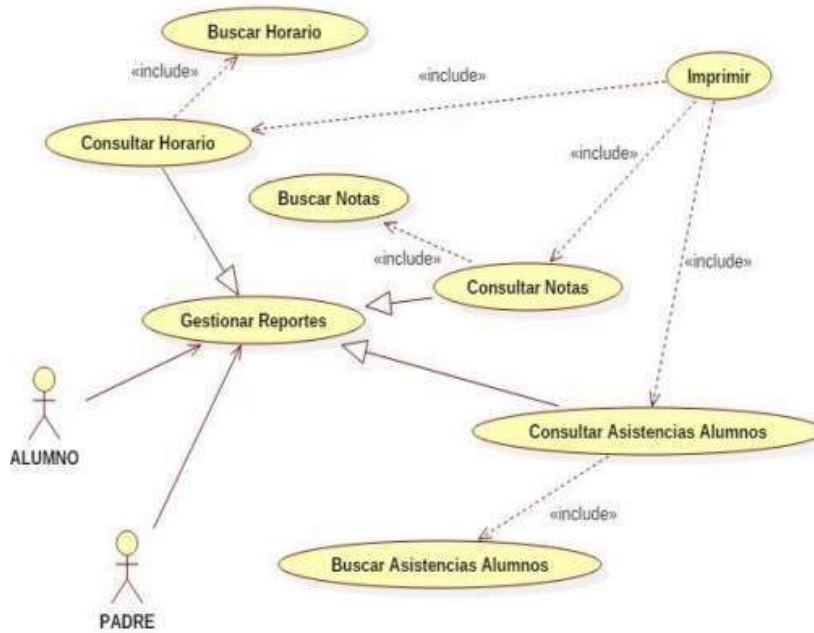 Buscar Horario
«include»
«include»
Imprimir
Consultar Horario
«include»
Buscar Notas
«include»
«include»
Consultar Notas
Gestionar Reportes
ALUMNO
Consultar Asistencias Alumnos
«include»
Buscar Asistencias Alumnos
PADRE